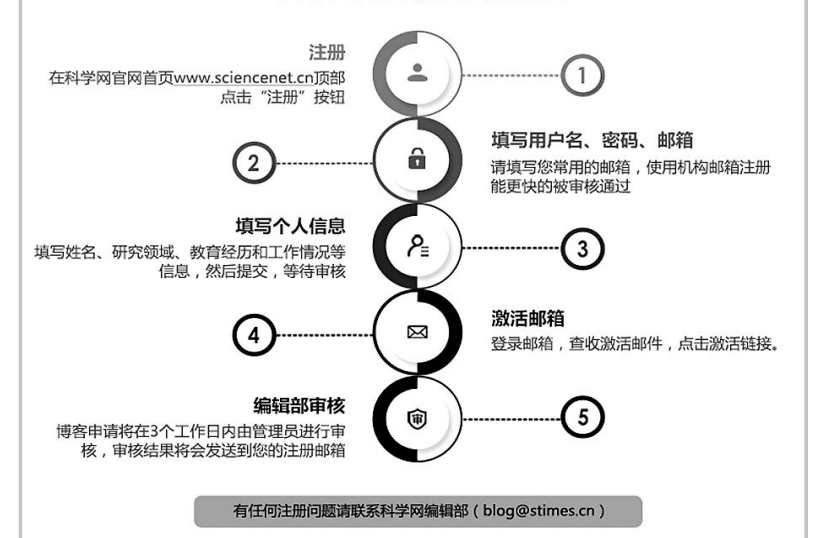 注册
在科学网官网首页www.sciencenet.cn顶部
点击“注册”按钮
1
填写用户名、密码、邮箱
请填写您常用的邮箱，使用机构邮箱注册
能更快的被审核通过
2
填写个人信息
填写姓名、研究领域、教育经历和工作情况等
信息，然后提交，等待审核
3
激活邮箱
登录邮箱，查收激活邮件，点击激活链接。
4
编辑部审核
博客申请将在3个工作日内由管理员进行审
核，审核结果将会发送到您的注册邮箱
审
5
有任何注册问题请联系科学网编辑部（blog@stimes.cn）